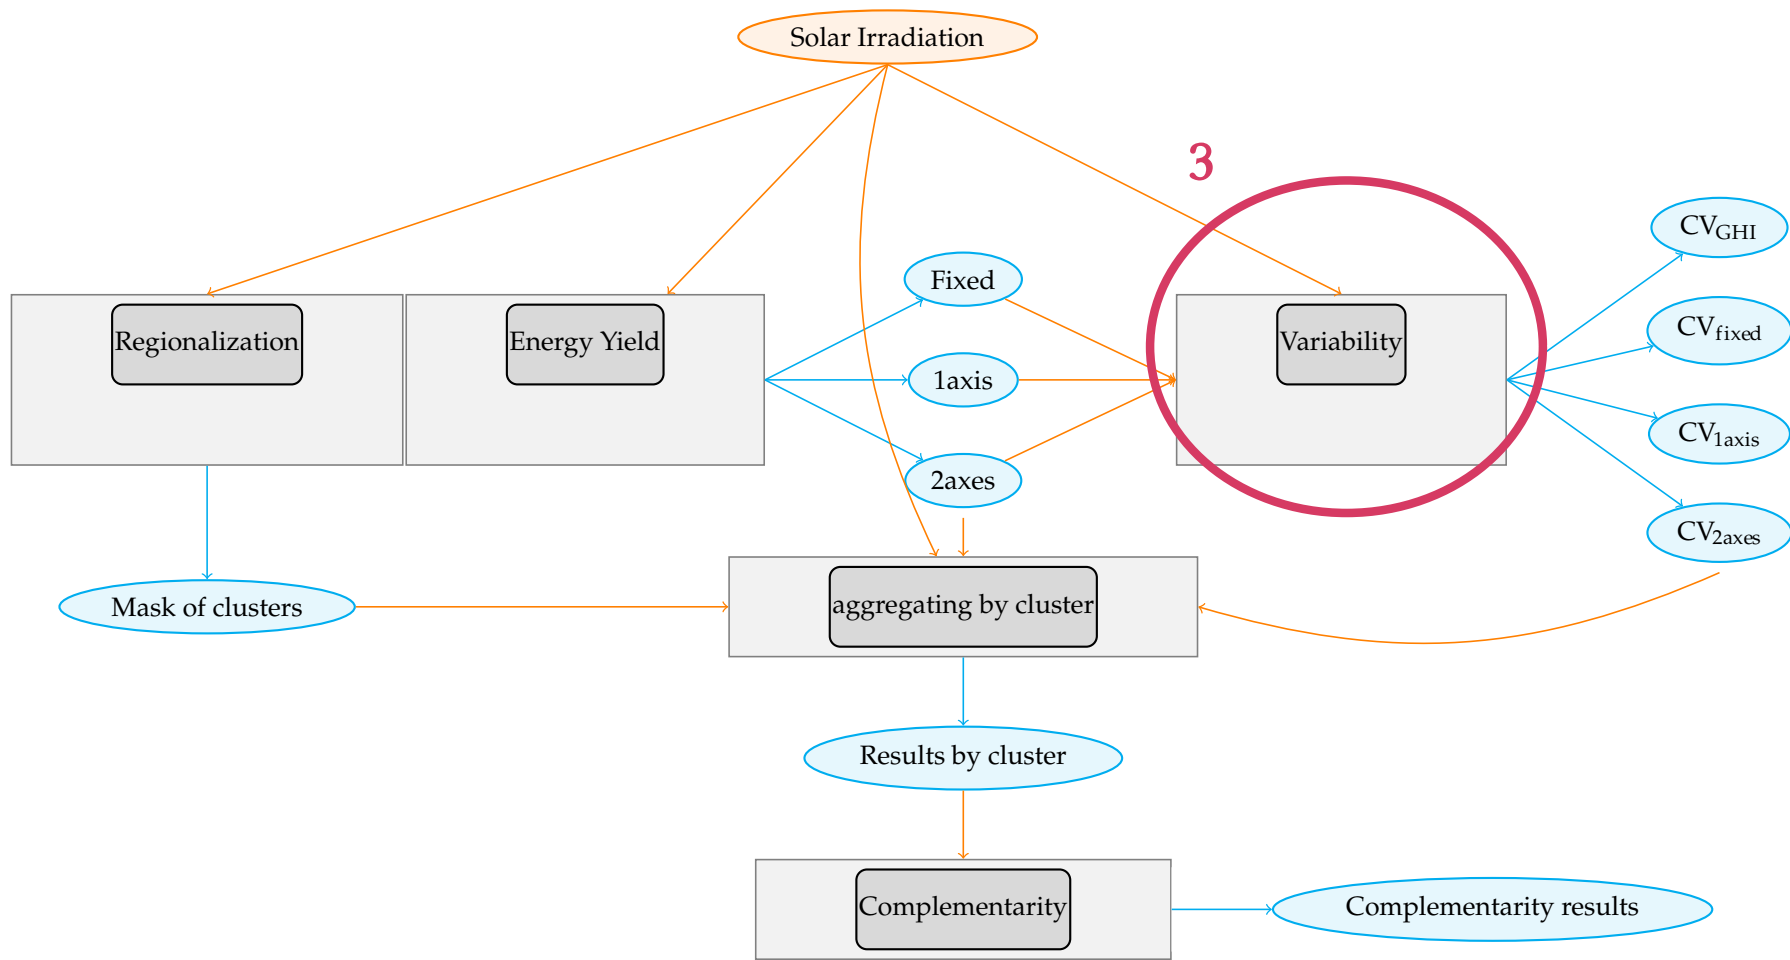 Solar Irradiation
3
CV_GHI
Fixed
Regionalization
Energy Yield
Variability
CV_fixed
1axis
CV_1axis
2axes
CV_2axes
Mask of clusters
aggregating by cluster
Results by cluster
Complementarity
Complementarity results